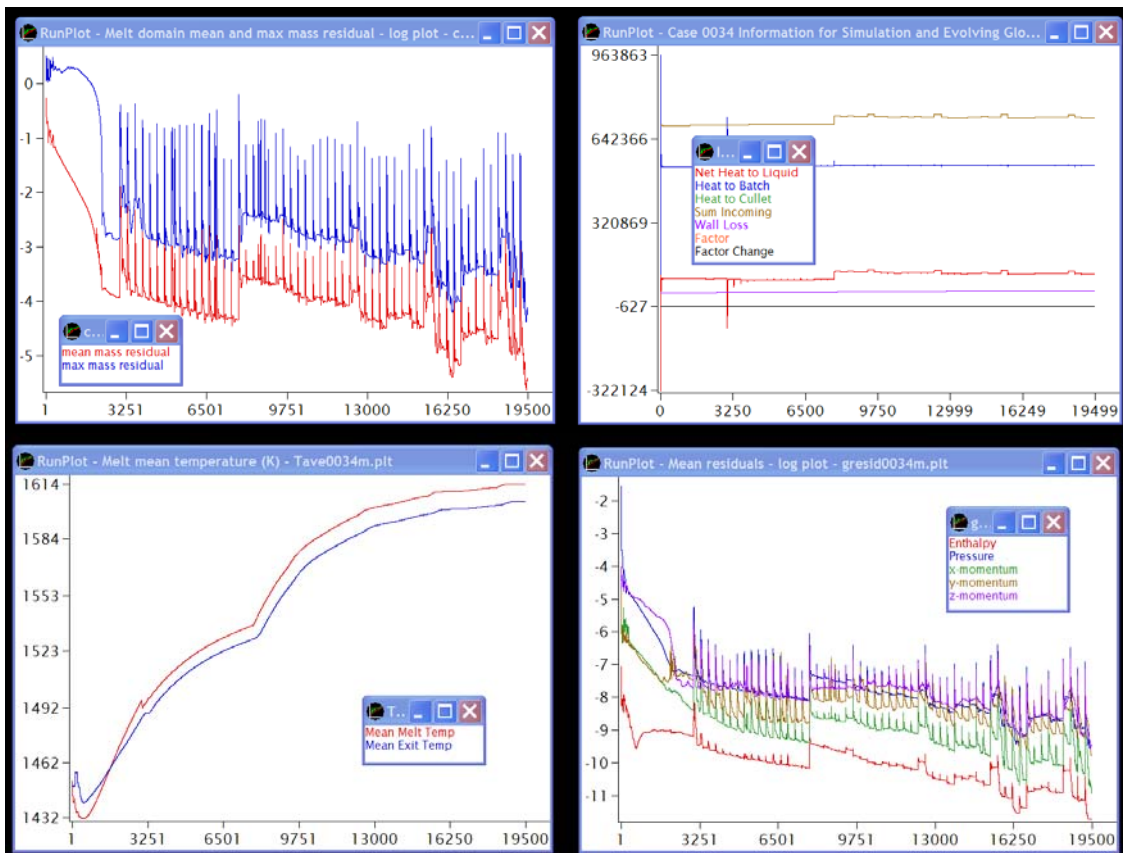 RunPlot - Melt domain mean and max mass residual - log plot - c...
0
-1
-2
-3
-4
-5
c...
mean mass residual
max mass residual
1 3251 6501 9751 13000 16250 19500
RunPlot - Case 0034 Information for Simulation and Evolving Glo...
963863
642366
320869
-627
-322124
I...
Net Heat to Liquid
Heat to Batch
Heat to Cullet
Sum Incoming
Wall Loss
Factor
Factor Change
0 3250 6500 9750 12999 16249 19499
RunPlot - Melt mean temperature (K) - Tave0034m.plt
1614
1584
1553
1523
1492
1462
1432
T...
Mean Melt Temp
Mean Exit Temp
1 3251 6501 9751 13000 16250 19500
RunPlot - Mean residuals - log plot - gresid0034m.plt
-2
-3
-4
-5
-6
-7
-8
-9
-10
-11
g...
Enthalpy
Pressure
x-momentum
y-momentum
z-momentum
1 3251 6501 9751 13000 16250 19500